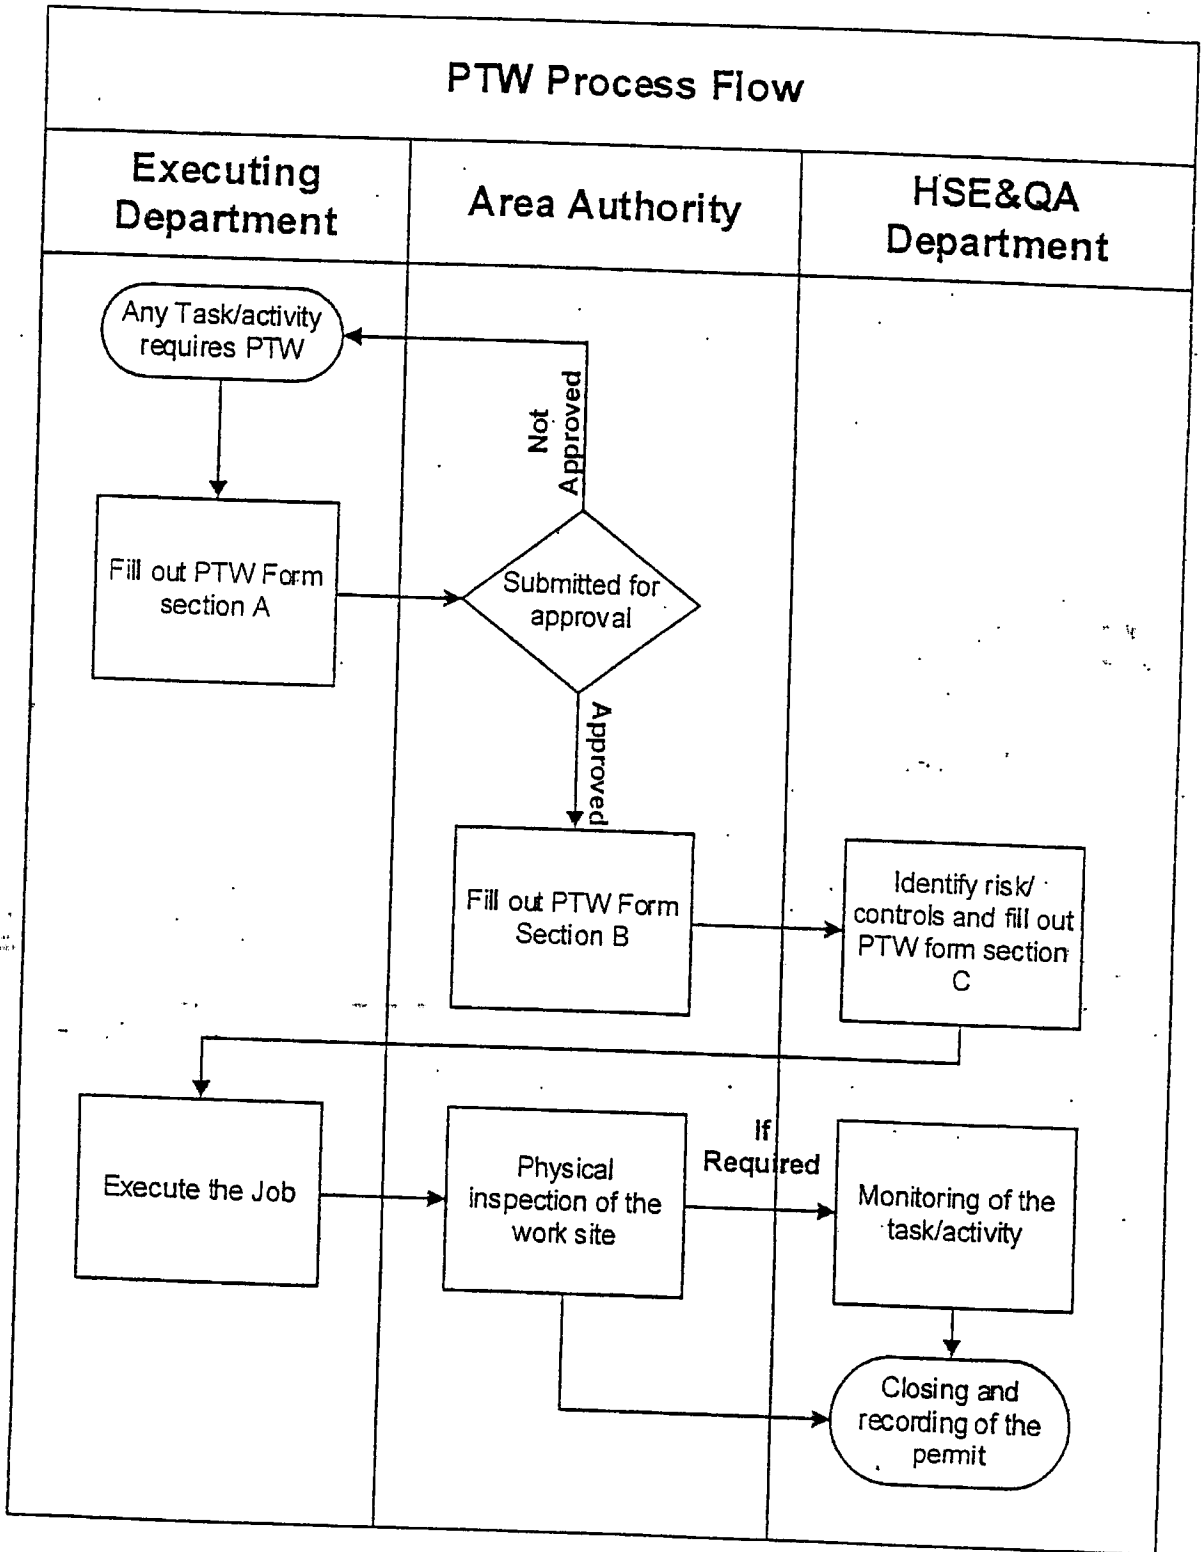 PTW Process Flow
Executing
Department
Area Authority
HSE&QA
Department
Any Task/activity
requires PTW
Not
Approved
Fill out PTW Form
section A
Submitted for
approval
Approved
Fill out PTW Form
Section B
Identify risk/
controls and fill out
PTW form section
C
Execute the Job
Physical
inspection of the
work site
If
Required
Monitoring of the
task/activity
Closing and
recording of the
permit